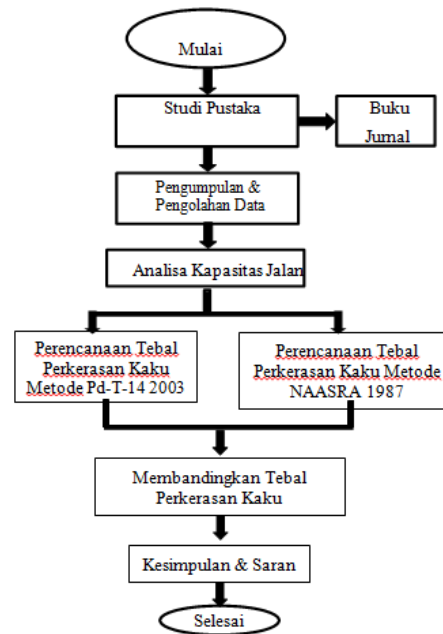 Mulai
Studi Pustaka
Buku
Jurnal
Pengumpulan &
Pengolahan Data
Analisa Kapasitas Jalan
Perencanaan Tebal
Perkerasan Kaku
Metode Pd-T-14 2003
Perencanaan Tebal
Perkerasan Kaku Metode
NAASRA 1987
Membandingkan Tebal
Perkerasan Kaku
Kesimpulan & Saran
Selesai